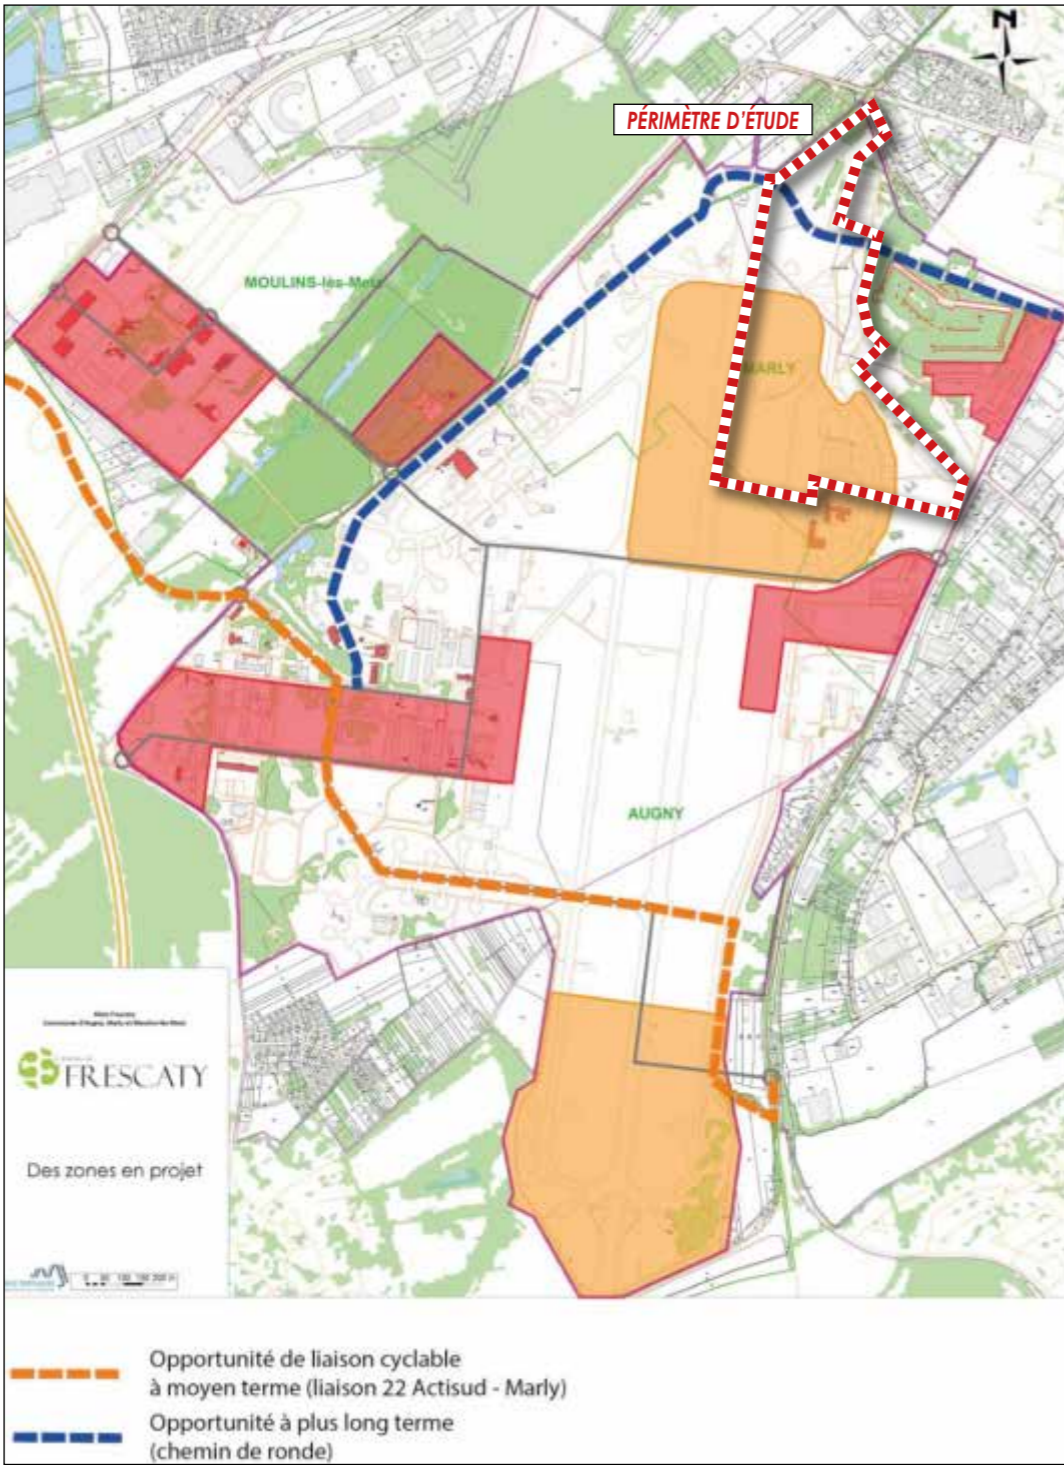 N
PÉRIMÈTRE D'ÉTUDE
MOULINS-lès-Metz
MARLY
AUGNY
FRESCATY
Des zones en projet
Opportunité de liaison cyclable
à moyen terme (liaison 22 Actisud - Marly)
Opportunité à plus long terme
(chemin de ronde)